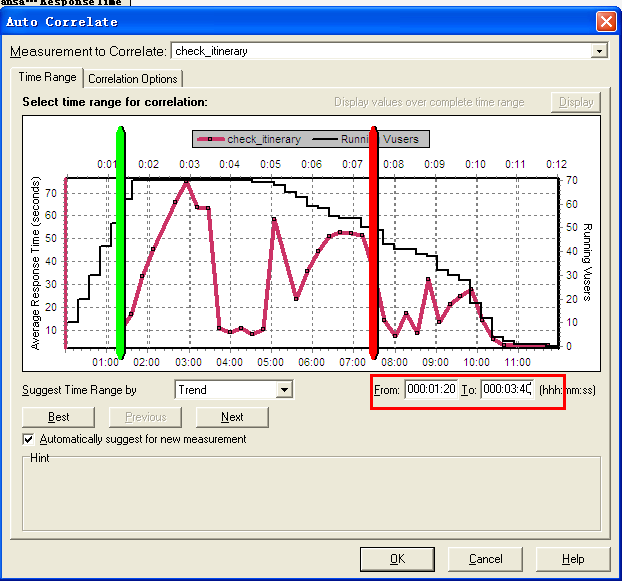 Response Time
Auto Correlate
Measurement to Correlate: check_itinerary
Time Range Correlation Options
Select time range for correlation: Display values over complete time range Display
check_itinerary Running Vusers
0:01 0:02 0:03 0:04 0:05 0:06 0:07 0:08 0:09 0:10 0:11 0:12
Average Response Time (seconds)
70 60 50 40 30 20 10
70 60 50 40 30 20 10 0
Running Vusers
01:00 02:00 03:00 04:00 05:00 06:00 07:00 08:00 09:00 10:00 11:00
Suggest Time Range by Trend From: 000:01:20 To: 000:03:40 (hhh:mm:ss)
Best Previous Next
Automatically suggest for new measurement
Hint
OK Cancel Help